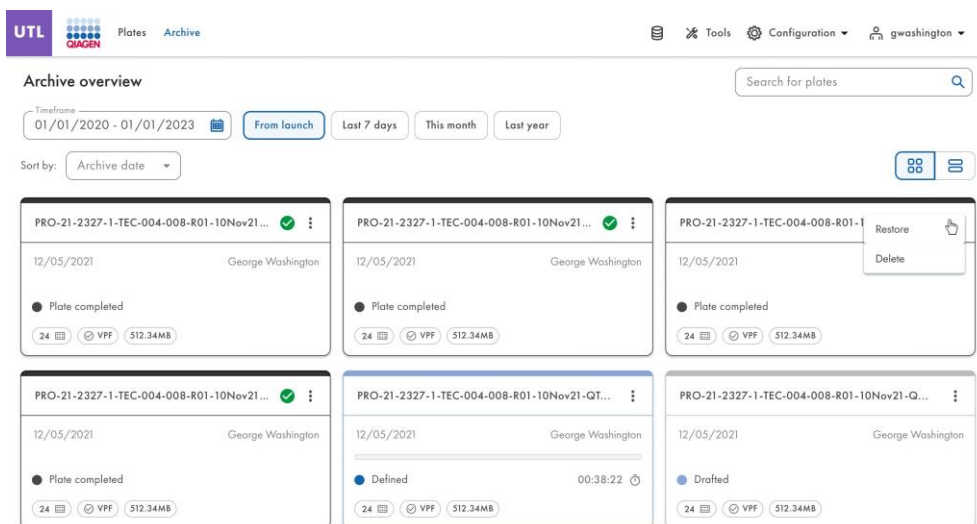 UTL QIAGEN Plates Archive Tools Configuration gwashington
Archive overview
Search for plates
Timeframe
01/01/2020 - 01/01/2023 From launch Last 7 days This month Last year
Sort by: Archive date
PRO-21-2327-1-TEC-004-008-R01-10Nov21...
12/05/2021 George Washington
Plate completed
24 VPF 512.34MB
PRO-21-2327-1-TEC-004-008-R01-10Nov21...
12/05/2021 George Washington
Plate completed
24 VPF 512.34MB
PRO-21-2327-1-TEC-004-008-R01-1
Restore
Delete
12/05/2021
Plate completed
24 VPF 512.34MB
PRO-21-2327-1-TEC-004-008-R01-10Nov21...
12/05/2021 George Washington
Plate completed
24 VPF 512.34MB
PRO-21-2327-1-TEC-004-008-R01-10Nov21-QT...
12/05/2021 George Washington
Defined 00:38:22
24 VPF 512.34MB
PRO-21-2327-1-TEC-004-008-R01-10Nov21-Q...
12/05/2021 George Washington
Drafted
24 VPF 512.34MB